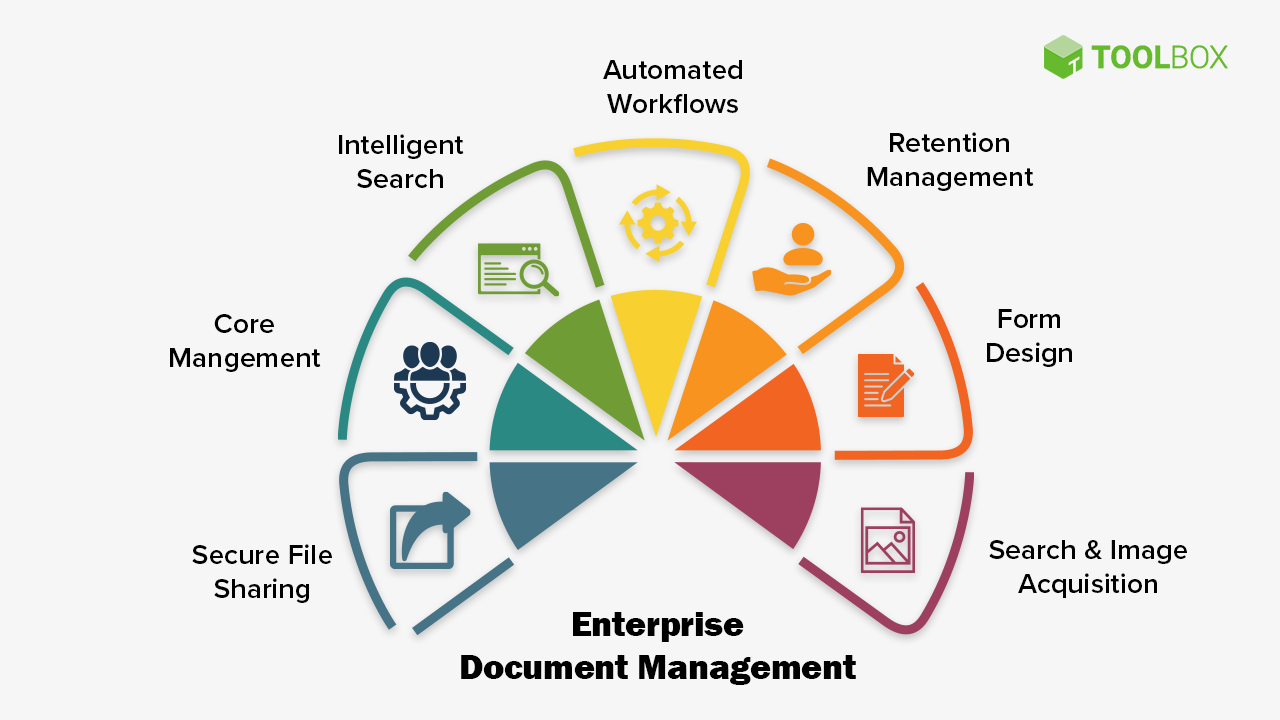 TOOLBOX
Automated
Workflows
Intelligent
Search
Retention
Management
Core
Mangement
Form
Design
Secure File
Sharing
Search & Image
Acquisition
Enterprise
Document Management